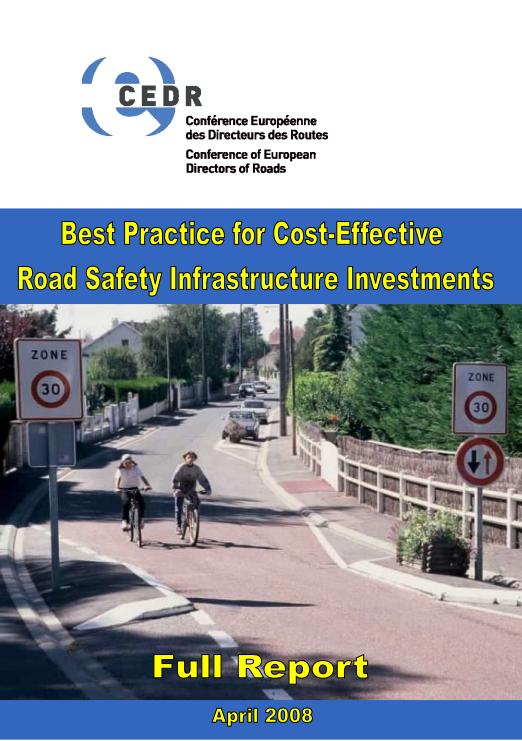 CEDR
Conférence Européenne
des Directeurs des Routes
Conference of European
Directors of Roads
Best Practice for Cost-Effective
Road Safety Infrastructure Investments
ZONE
30
ZONE
30
Full Report
April 2008